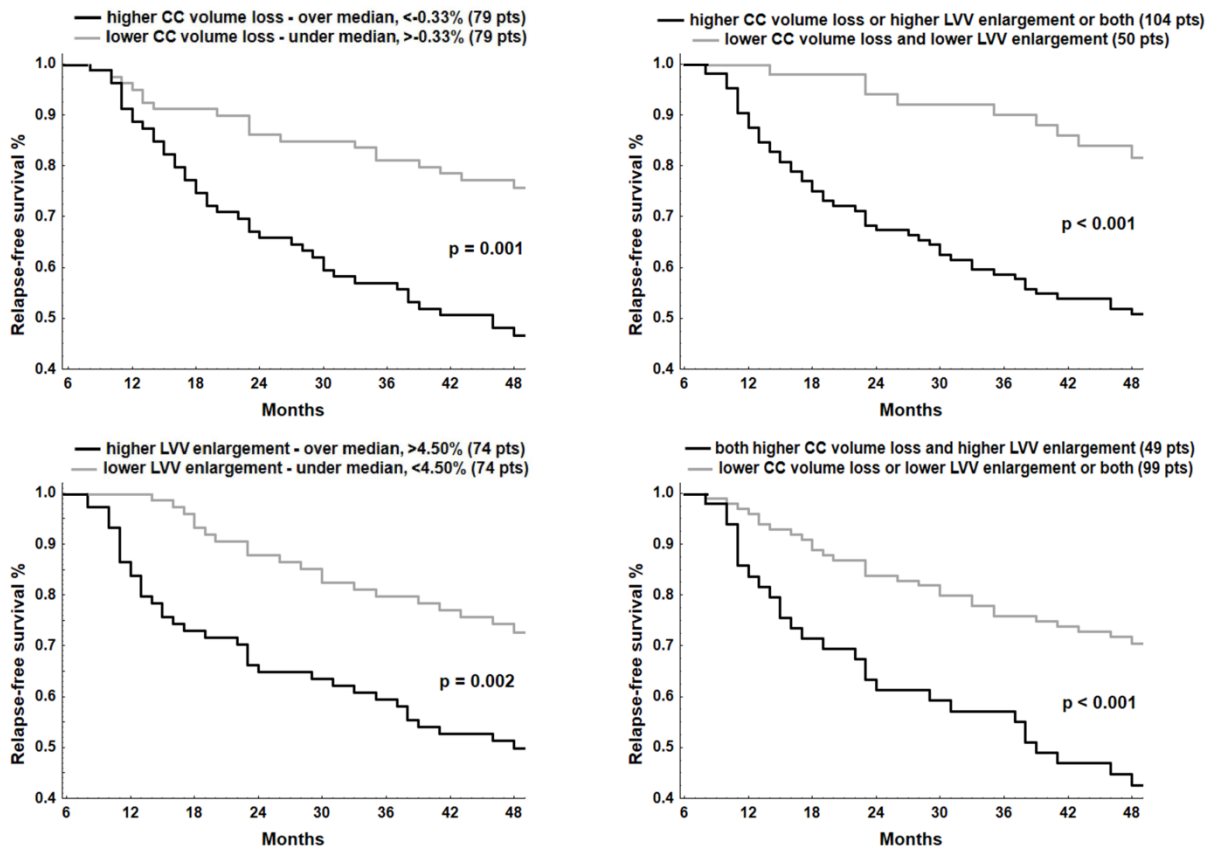 higher CC volume loss - over median, <-0.33% (79 pts)
lower CC volume loss - under median, >-0.33% (79 pts)
1.0
0.9
0.8
0.7
0.6
0.5
0.4
Relapse-free survival %
p = 0.001
6 12 18 24 30 36 42 48
Months
higher CC volume loss or higher LVV enlargement or both (104 pts)
lower CC volume loss and lower LVV enlargement (50 pts)
1.0
0.9
0.8
0.7
0.6
0.5
0.4
Relapse-free survival %
p < 0.001
6 12 18 24 30 36 42 48
Months
higher LVV enlargement - over median, >4.50% (74 pts)
lower LVV enlargement - under median, <4.50% (74 pts)
1.0
0.9
0.8
0.7
0.6
0.5
0.4
Relapse-free survival %
p = 0.002
6 12 18 24 30 36 42 48
Months
both higher CC volume loss and higher LVV enlargement (49 pts)
lower CC volume loss or lower LVV enlargement or both (99 pts)
1.0
0.9
0.8
0.7
0.6
0.5
0.4
Relapse-free survival %
p < 0.001
6 12 18 24 30 36 42 48
Months